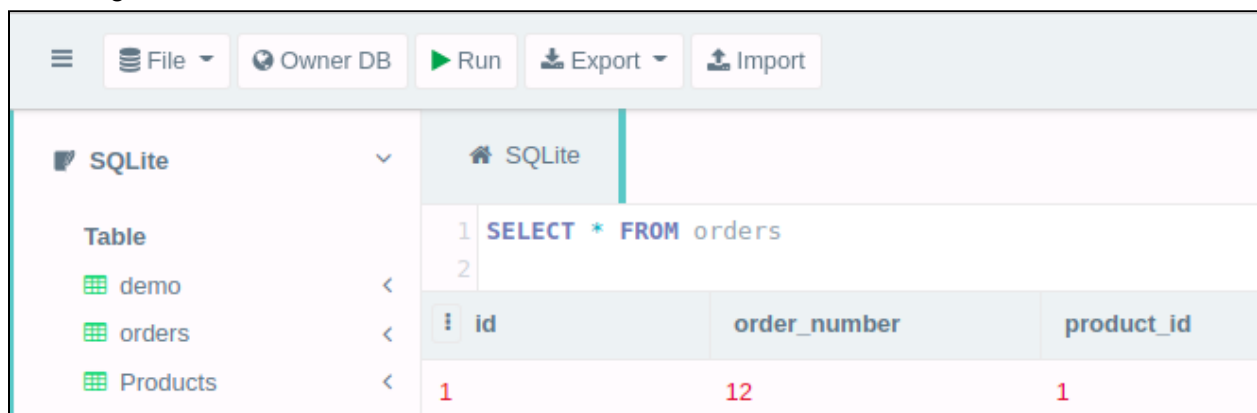 File Owner DB Run Export Import
SQLite
SQLite
1 SELECT * FROM orders
2
Table
demo
orders
Products
id order_number product_id
1 12 1